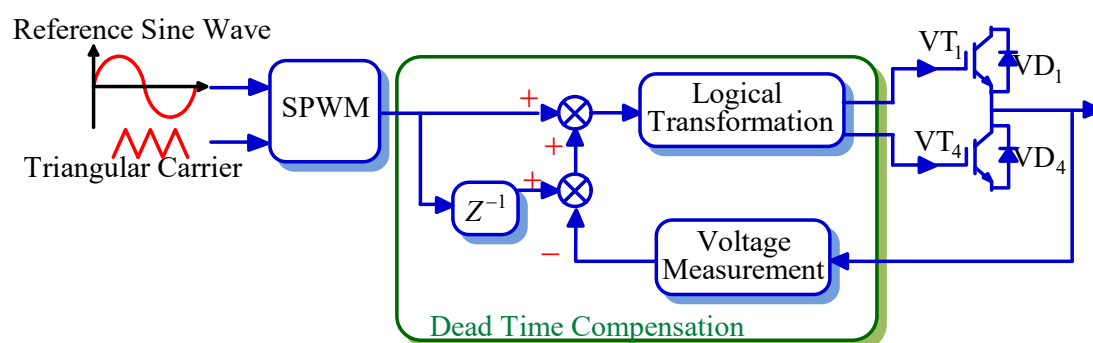 Reference Sine Wave
Triangular Carrier
SPWM
+
+
+
−
Z⁻¹
Logical
Transformation
Voltage
Measurement
Dead Time Compensation
VT₁
VD₁
VT₄
VD₄